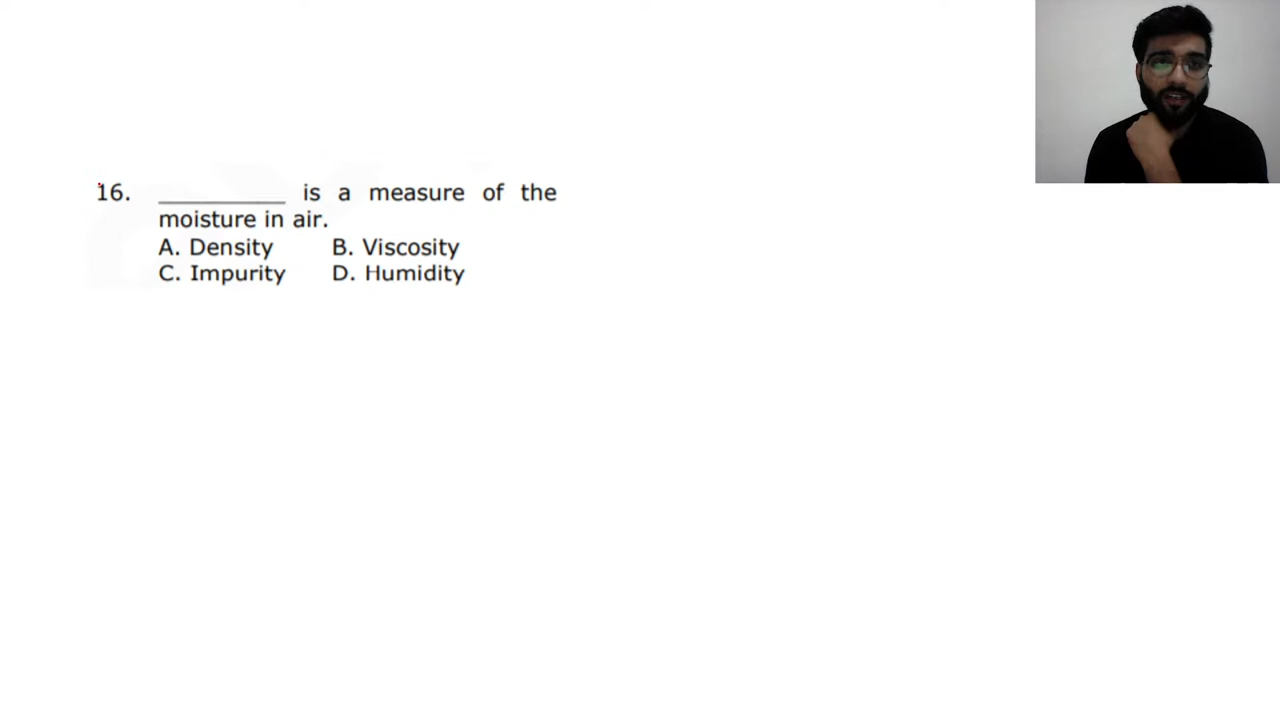 16. __________ is a measure of the
moisture in air.
A. Density B. Viscosity
C. Impurity D. Humidity